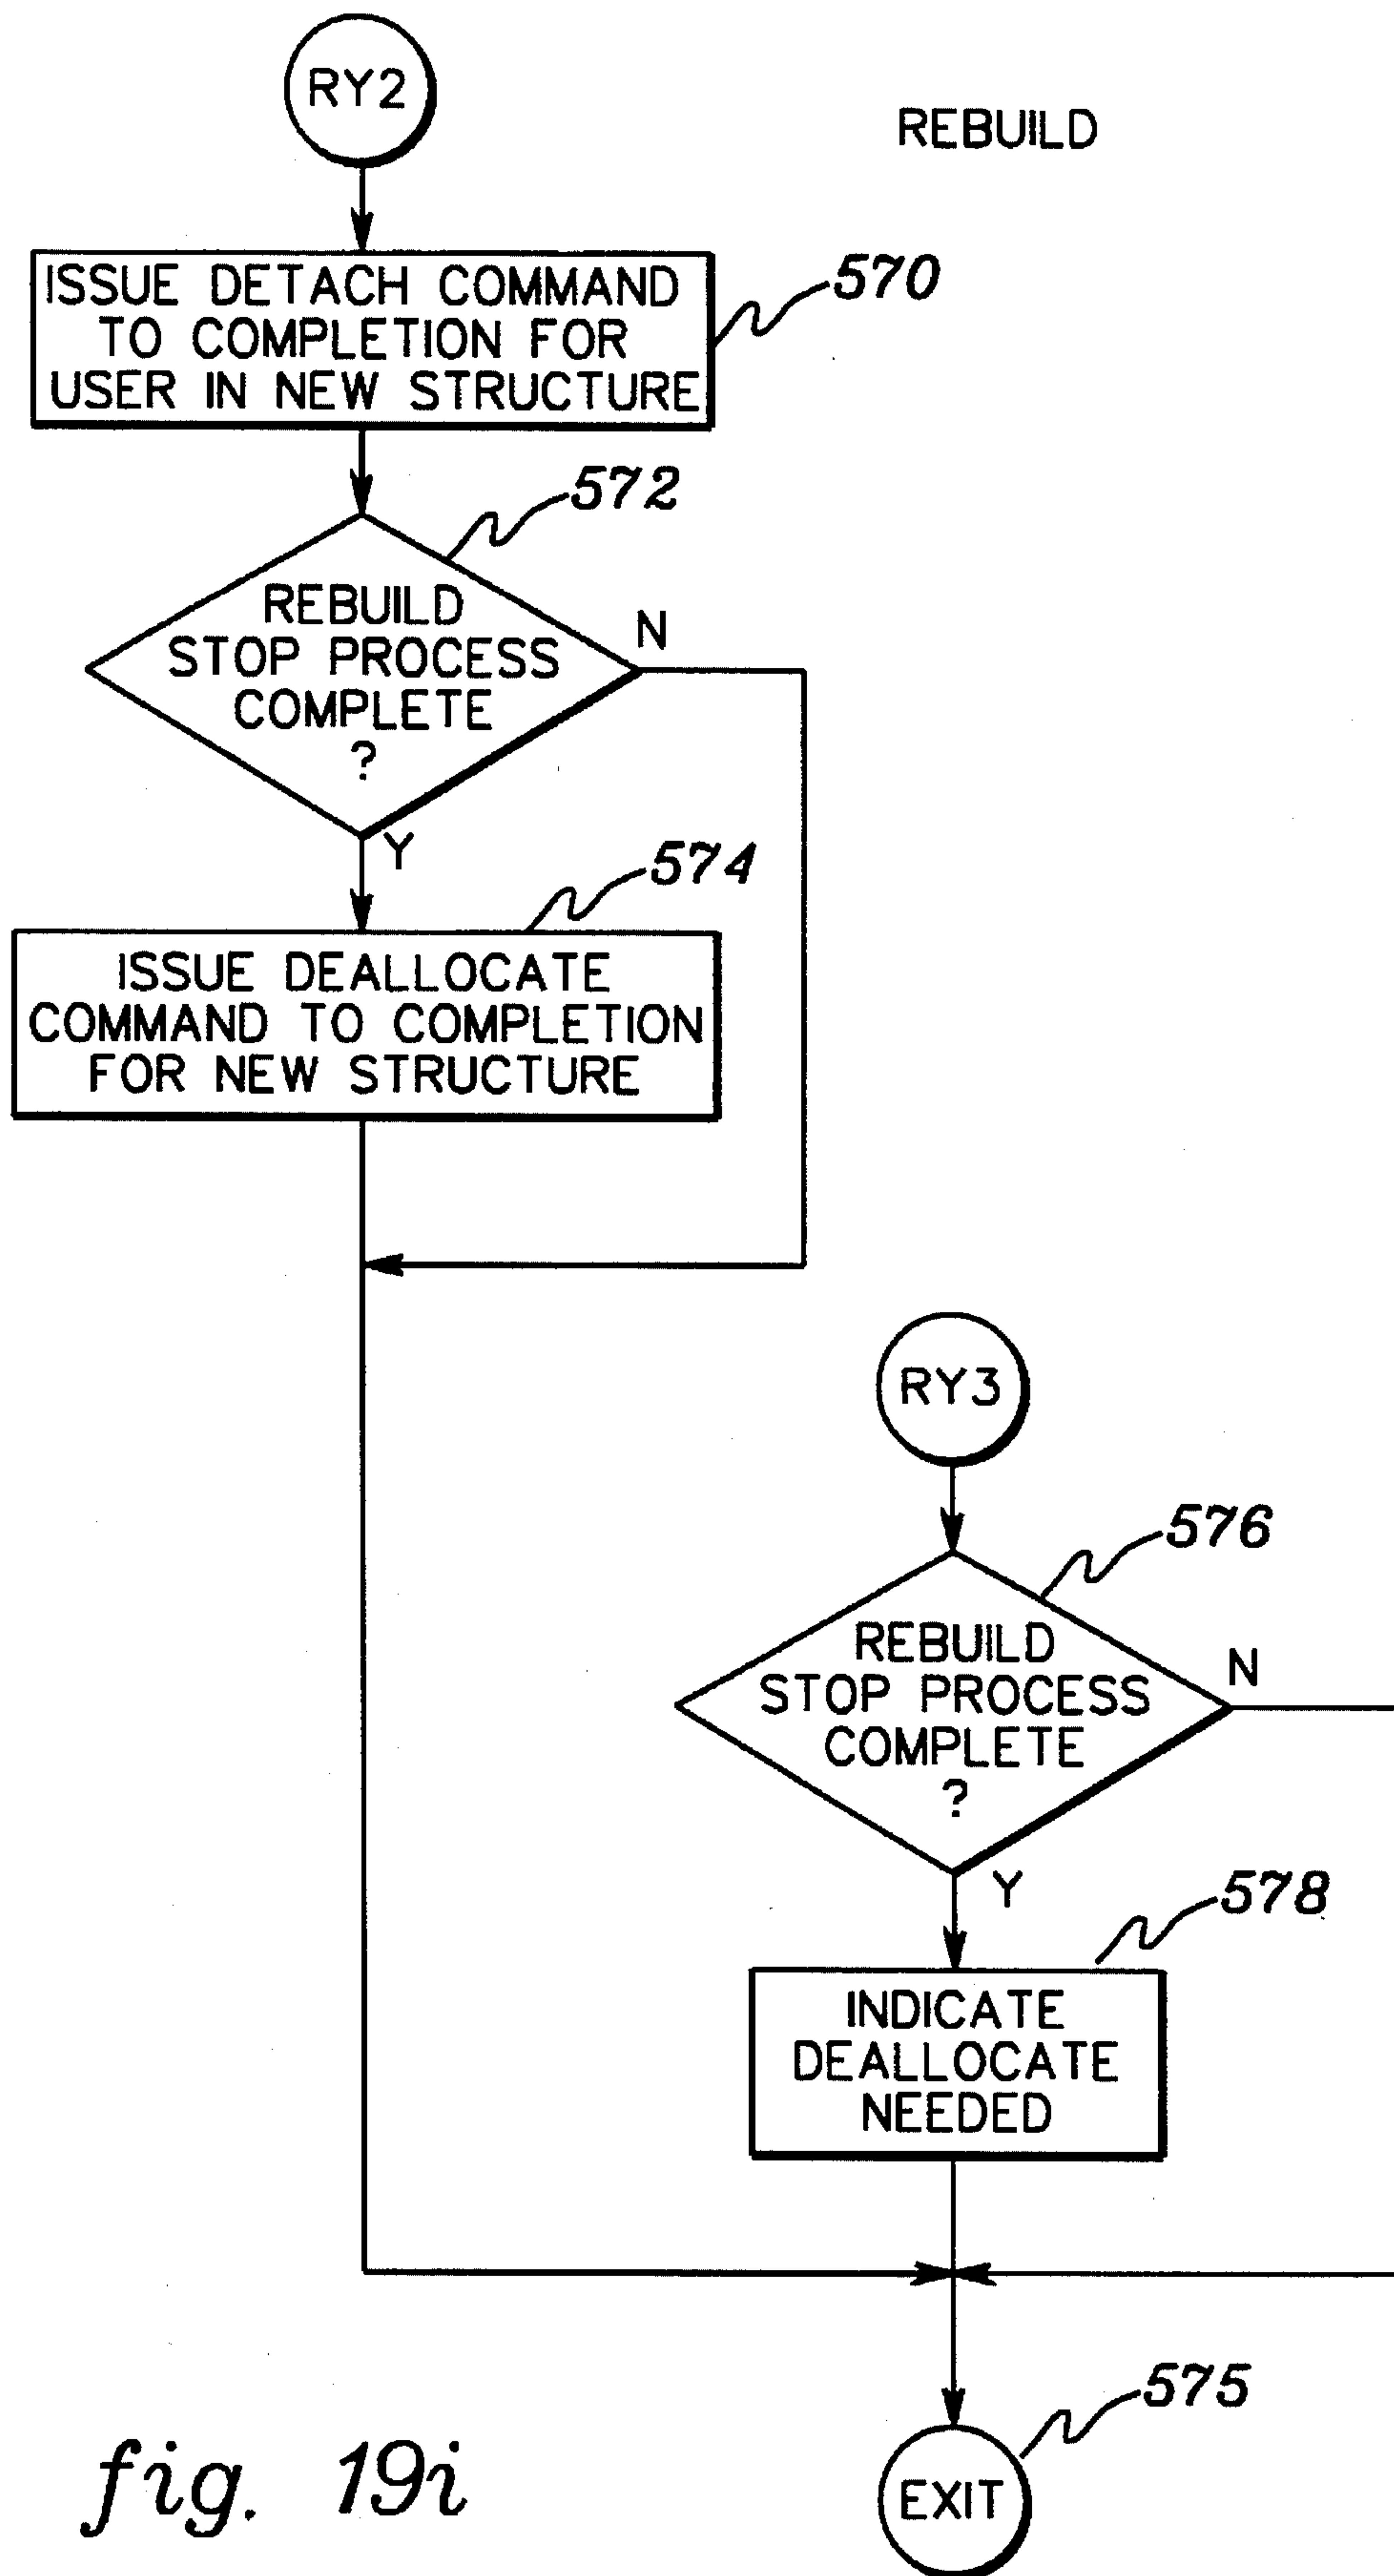 RY2
REBUILD
ISSUE DETACH COMMAND
TO COMPLETION FOR
USER IN NEW STRUCTURE
570
572
REBUILD
STOP PROCESS
COMPLETE
?
N
Y
574
ISSUE DEALLOCATE
COMMAND TO COMPLETION
FOR NEW STRUCTURE
RY3
576
REBUILD
STOP PROCESS
COMPLETE
?
N
Y
578
INDICATE
DEALLOCATE
NEEDED
575
EXIT
fig. 19i